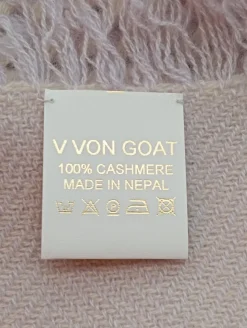 V VON GOAT
100% CASHMERE
MADE IN NEPAL